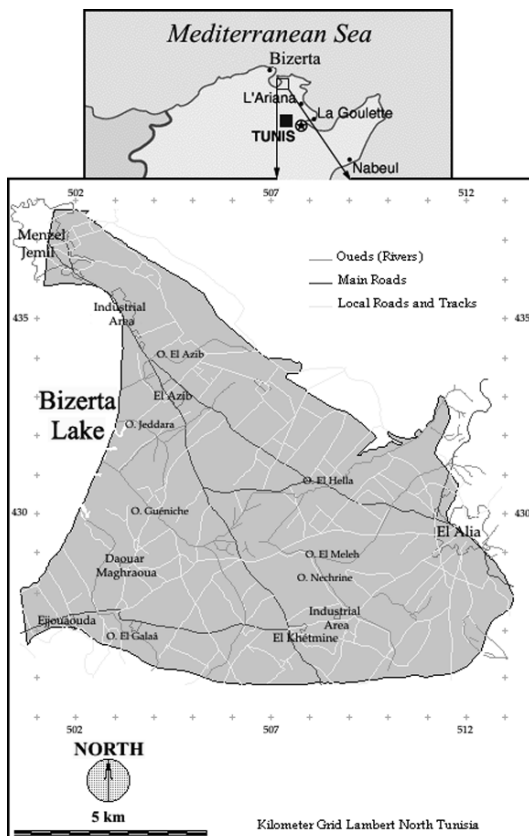 Mediterranean Sea
Bizerta
L'Ariana
La Goulette
TUNIS
Nabeul
502
507
512
Menzel
Jemil
Oueds (Rivers)
Main Roads
Local Roads and Tracks
Industrial
Area
435
435
O. El Azib
El Azib
Bizerta
Lake
O. Jeddara
O. El Hella
430
O. Guéniche
430
El Alia
O. El Meleh
Daouar
Maghraoua
O. Nechrine
Industrial
Area
Eljouaouda
O. El Galaâ
El Khétmine
502
507
512
NORTH
5 km
Kilometer Grid Lambert North Tunisia